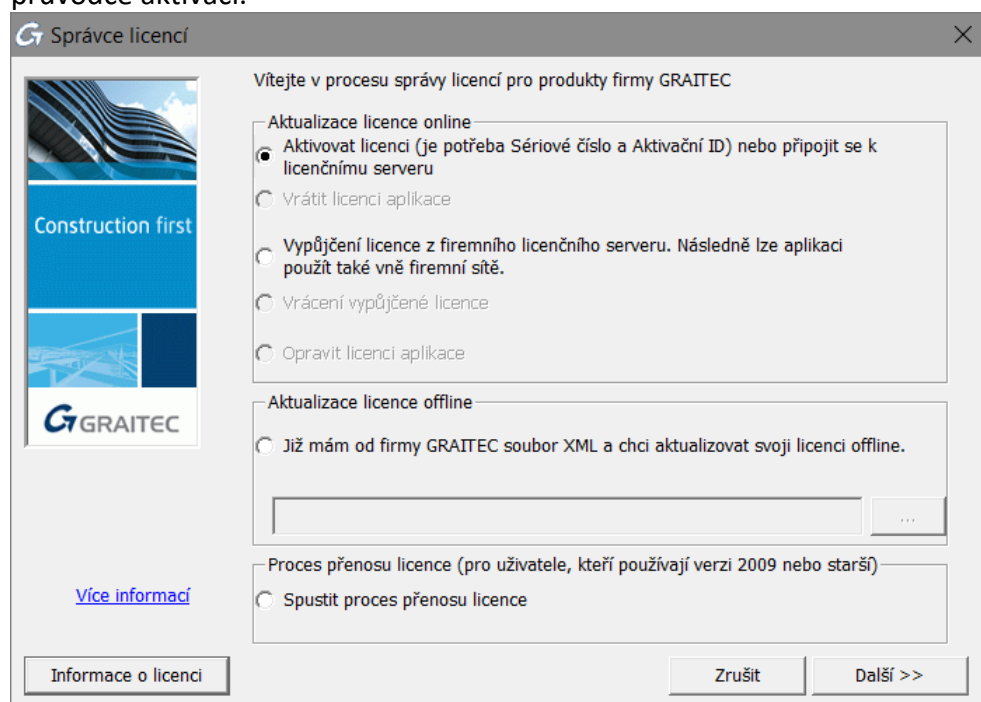 průvodce aktivací.
Správce licencí
Vítejte v procesu správy licencí pro produkty firmy GRAITEC
Aktualizace licence online
Aktivovat licenci (je potřeba Sériové číslo a Aktivační ID) nebo připojit se k
licenčnímu serveru
Vrátit licenci aplikace
Construction first
Vypůjčení licence z firemního licenčního serveru. Následně lze aplikaci
použít také vně firemní sítě.
Vrácení vypůjčené licence
Opravit licenci aplikace
Aktualizace licence offline
GRAITEC
Již mám od firmy GRAITEC soubor XML a chci aktualizovat svoji licenci offline.
...
Proces přenosu licence (pro uživatele, kteří používají verzi 2009 nebo starší)
Více informací
Spustit proces přenosu licence
Informace o licenci
Zrušit
Další >>